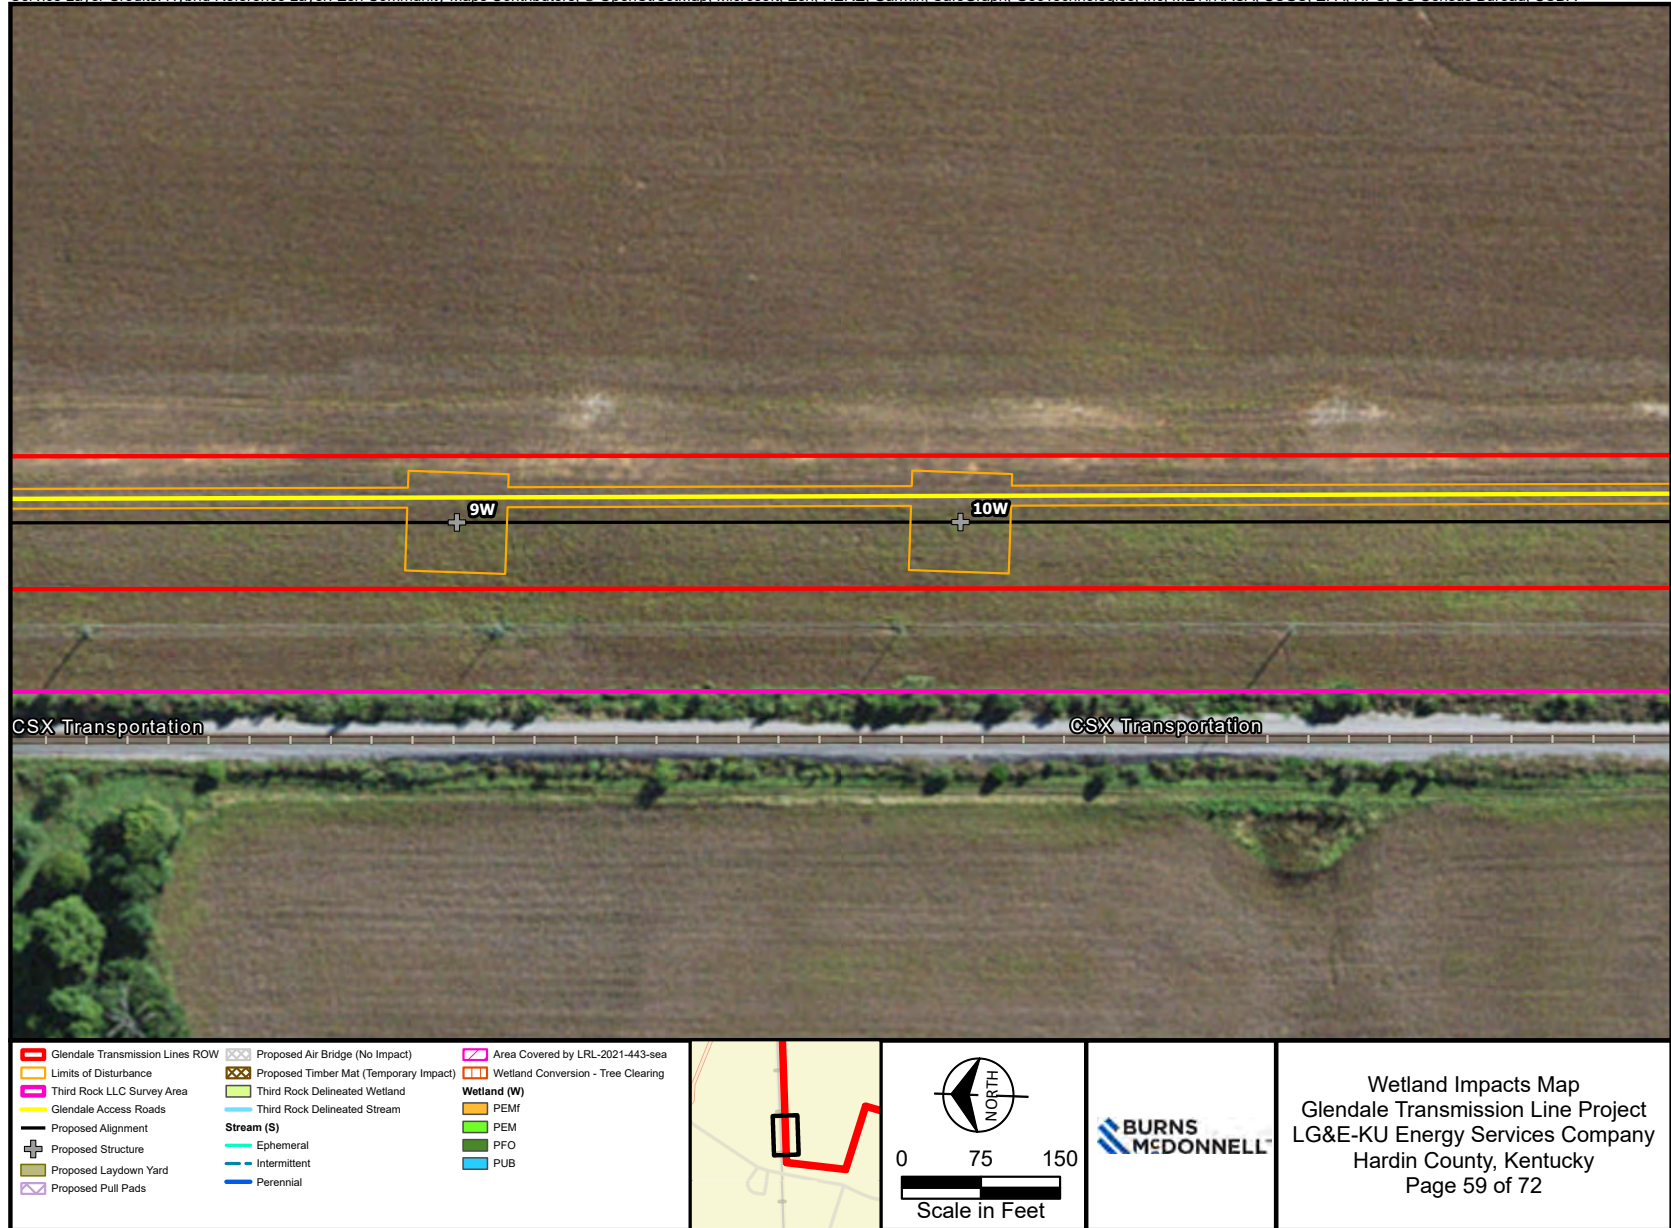 9W
10W
CSX Transportation
CSX Transportation
Glendale Transmission Lines ROW
Limits of Disturbance
Third Rock LLC Survey Area
Glendale Access Roads
Proposed Alignment
Proposed Structure
Proposed Laydown Yard
Proposed Pull Pads
Proposed Air Bridge (No Impact)
Proposed Timber Mat (Temporary Impact)
Third Rock Delineated Wetland
Third Rock Delineated Stream
Stream (S)
Ephemeral
Intermittent
Perennial
Area Covered by LRL-2021-443-sea
Wetland Conversion - Tree Clearing
Wetland (W)
PEMf
PEM
PFO
PUB
NORTH
0 75 150
Scale in Feet
BURNS
McDONNELL
Wetland Impacts Map
Glendale Transmission Line Project
LG&E-KU Energy Services Company
Hardin County, Kentucky
Page 59 of 72